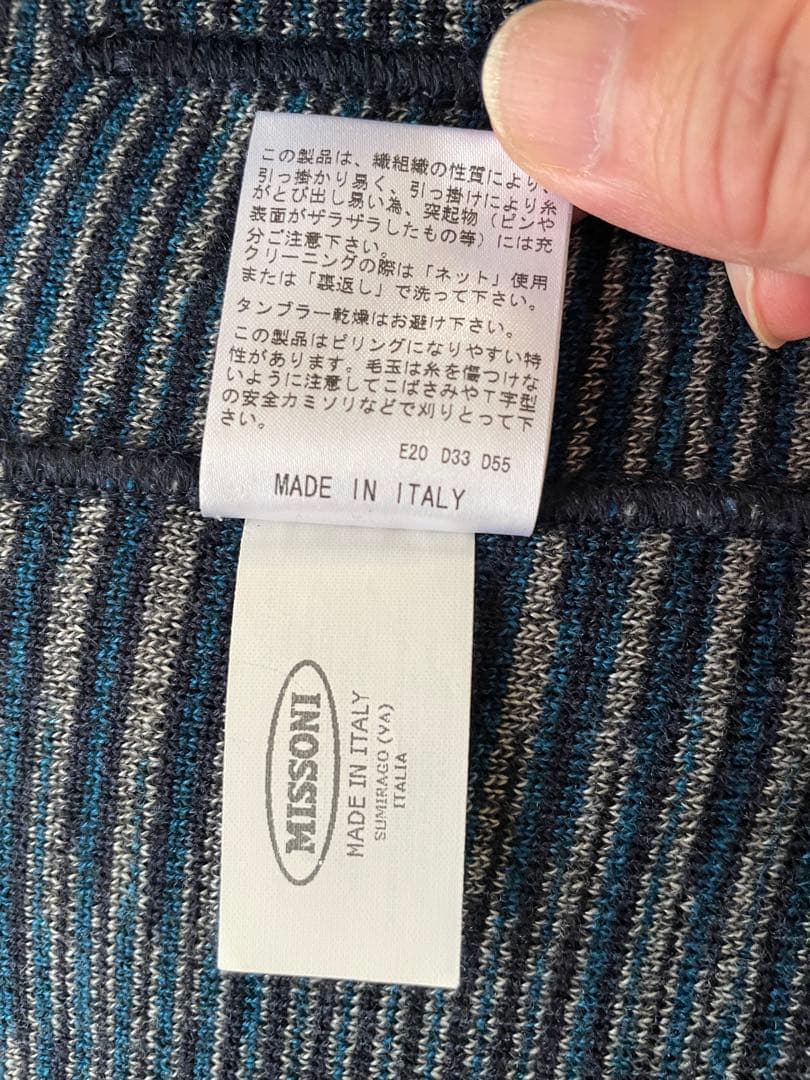 この製品は、繊組織の性質により、
引っ掛かり易く、引っ掛けにより糸
がとび出し易い為、突起物（ピンや
表面がザラザラしたもの等）には充
分ご注意下さい。
クリーニングの際は「ネット」使用
または「裏返し」で洗って下さい。
タンブラー乾燥はお避け下さい。
この製品はピリングになりやすい特
性があります。毛玉は糸を傷つけな
いように注意してこばさみやＴ字型
の安全カミソリなどで刈りとって下
さい。
E20 D33 D55
MADE IN ITALY
MISSONI
MADE IN ITALY
SUMIRAGO (VA)
ITALIA